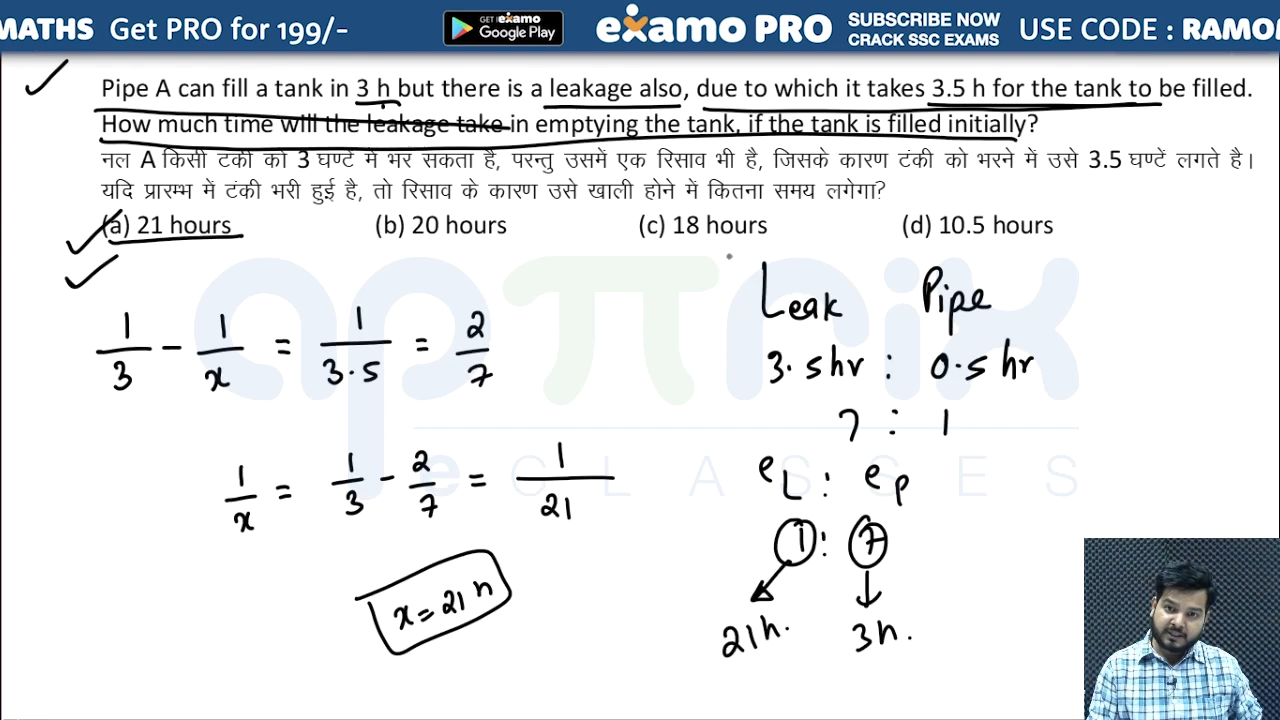 MATHS Get PRO for 199/- GET IT ON examo Google Play examo PRO SUBSCRIBE NOW CRACK SSC EXAMS USE CODE : RAMO
Pipe A can fill a tank in 3 h but there is a leakage also, due to which it takes 3.5 h for the tank to be filled.
How much time will the leakage take in emptying the tank, if the tank is filled initially?
नल A किसी टंकी को 3 घण्टे में भर सकता है, परन्तु उसमें एक रिसाव भी है, जिसके कारण टंकी को भरने में उसे 3.5 घण्टें लगते है।
यदि प्रारम्भ में टंकी भरी हुई है, तो रिसाव के कारण उसे खाली होने में कितना समय लगेगा?
(a) 21 hours (b) 20 hours (c) 18 hours (d) 10.5 hours
Leak Pipe
1/3 - 1/x = 1/3.5 = 2/7
3.5 hr : 0.5 hr
7 : 1
1/x = 1/3 - 2/7 = 1/21
eL : ep
1 : 7
x = 21 h
21h. 3h.
e CLASSES